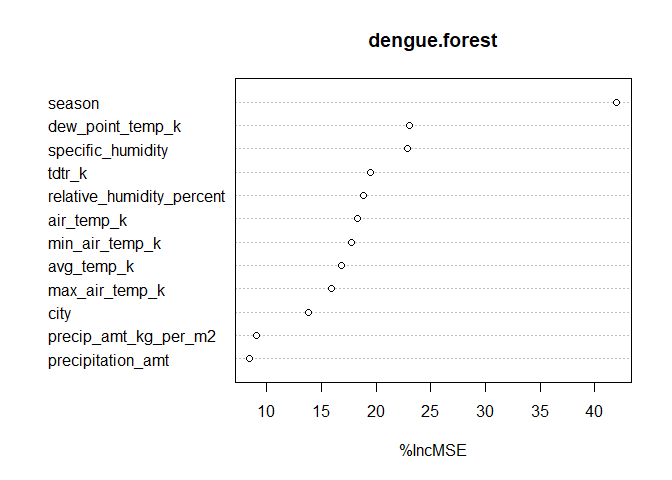 dengue.forest
season
dew_point_temp_k
specific_humidity
tdtr_k
relative_humidity_percent
air_temp_k
min_air_temp_k
avg_temp_k
max_air_temp_k
city
precip_amt_kg_per_m2
precipitation_amt
10 15 20 25 30 35 40
%IncMSE